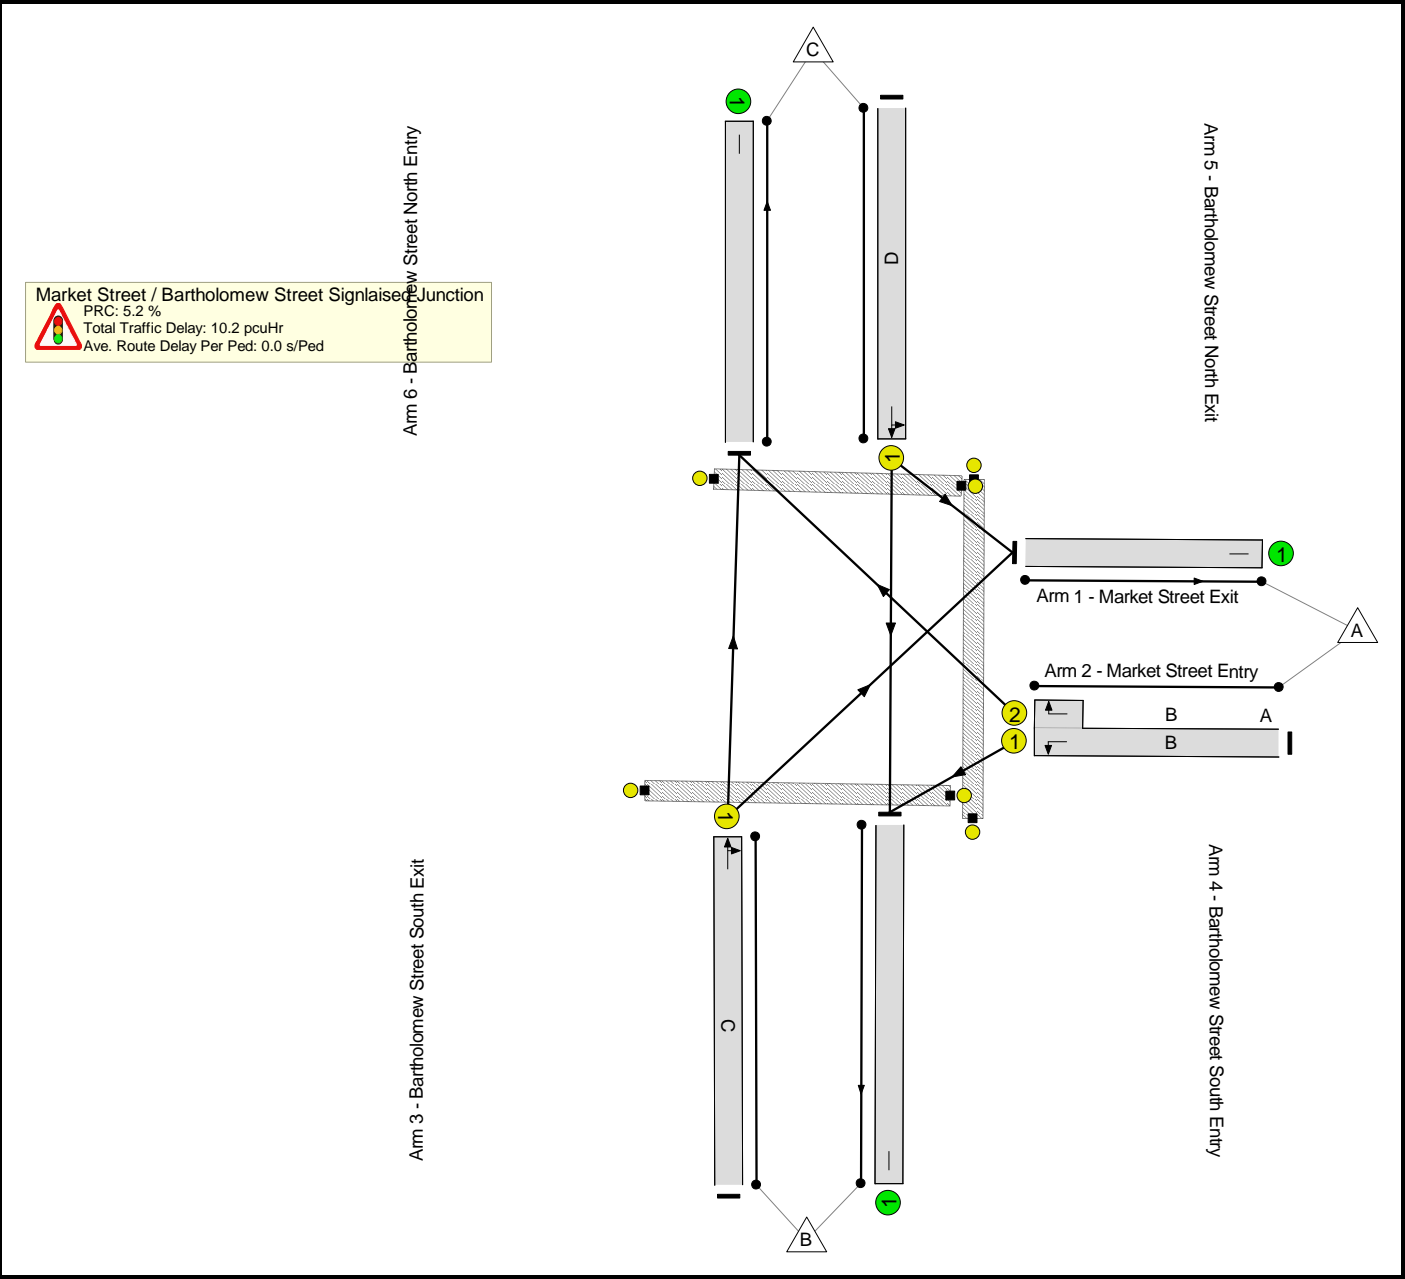 C
1
1
D
Arm 6 - Bartholomew Street North Entry
Arm 5 - Bartholomew Street North Exit
Market Street / Bartholomew Street Signlaised Junction
PRC: 5.2 %
Total Traffic Delay: 10.2 pcuHr
Ave. Route Delay Per Ped: 0.0 s/Ped
1
Arm 1 - Market Street Exit
A
Arm 2 - Market Street Entry
2
B
A
1
B
1
C
Arm 3 - Bartholomew Street South Exit
Arm 4 - Bartholomew Street South Entry
1
B